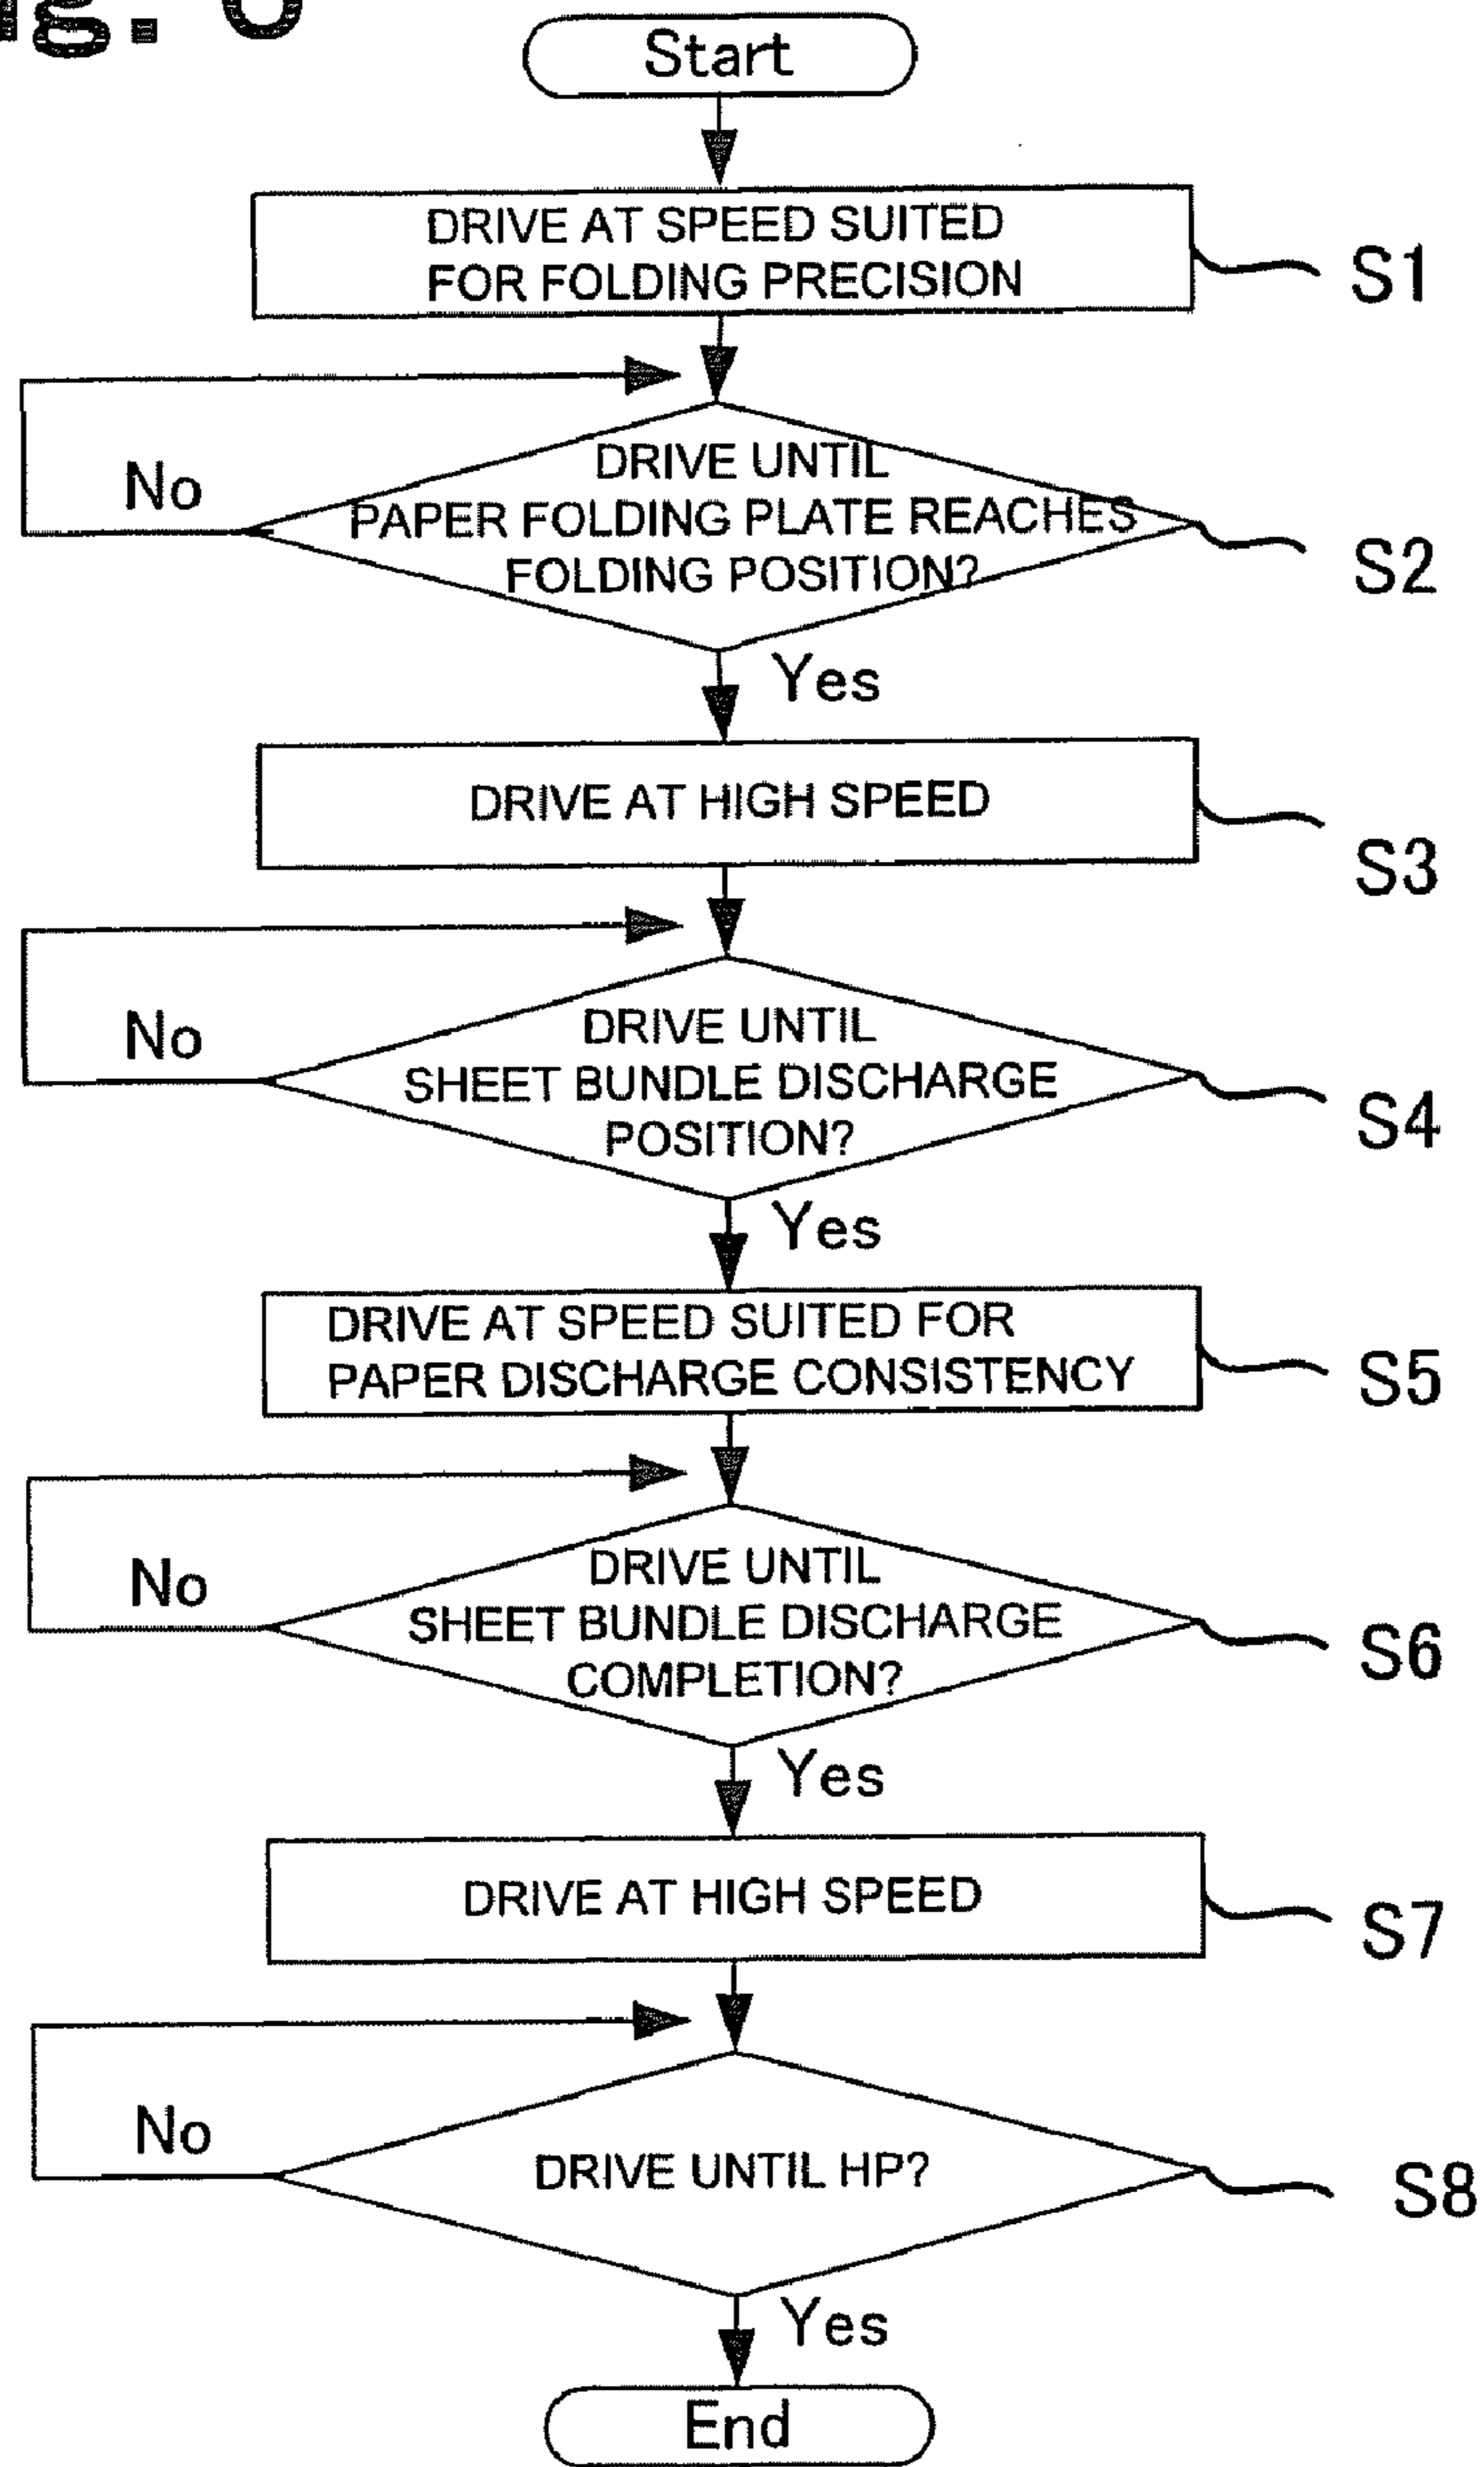 Start
DRIVE AT SPEED SUITED
FOR FOLDING PRECISION
S1
DRIVE UNTIL
PAPER FOLDING PLATE REACHES
FOLDING POSITION?
No
S2
Yes
DRIVE AT HIGH SPEED
S3
DRIVE UNTIL
SHEET BUNDLE DISCHARGE
POSITION?
No
S4
Yes
DRIVE AT SPEED SUITED FOR
PAPER DISCHARGE CONSISTENCY
S5
DRIVE UNTIL
SHEET BUNDLE DISCHARGE
COMPLETION?
No
S6
Yes
DRIVE AT HIGH SPEED
S7
DRIVE UNTIL HP?
No
S8
Yes
End